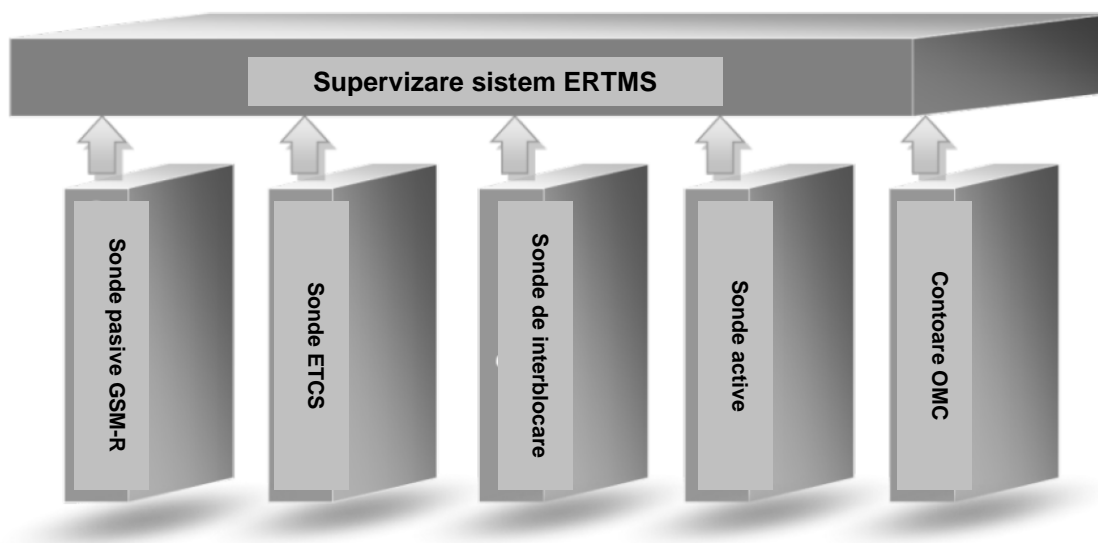 Supervizare sistem ERTMS
Sonde pasive GSM-R
Sonde ETCS
Sonde de interblocare
Sonde active
Contoare OMC